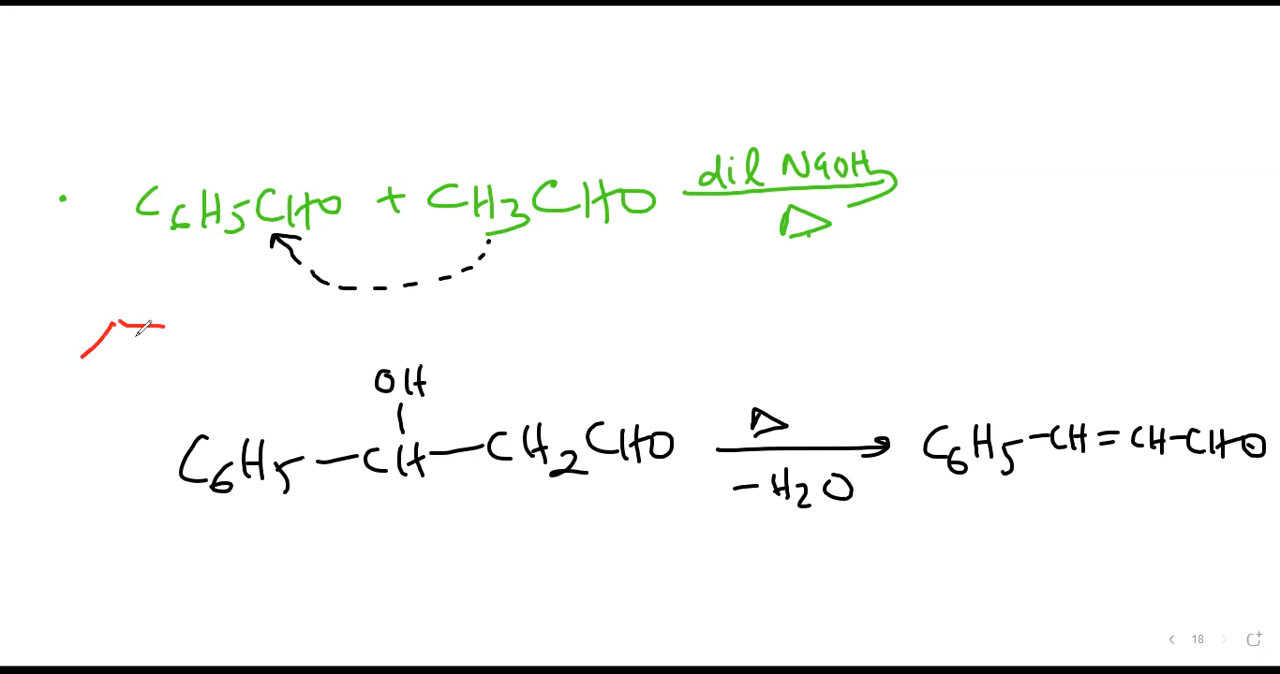 dil NaOH
· C6H5CHO + CH3CHO
Δ
OH
C6H5-CH-CH2CHO Δ C6H5-CH=CH-CHO
-H2O
< 18 >